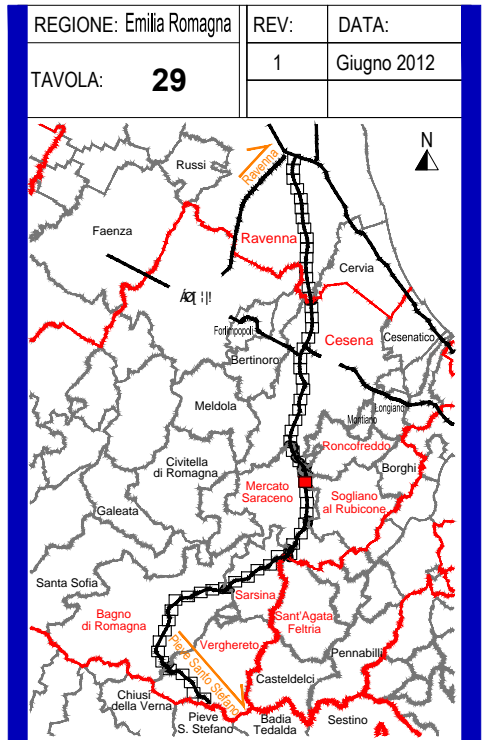 REGIONE: Emilia Romagna
REV:
DATA:
TAVOLA: 29
1
Giugno 2012
N
Russi
Ravenna
Faenza
Ravenna
Cervia
Forlimpopoli
Cesena
Cesenatico
Bertinoro
Meldola
Longiano
Montiano
Roncofreddo
Civitella
di Romagna
Borghi
Mercato
Saraceno
Sogliano
al Rubicone
Galeata
Santa Sofia
Sarsina
Bagno
di Romagna
Sant'Agata
Feltria
Verghereto
Pennabilli
Pieve Santo Stefano
Casteldelci
Chiusi
della Verna
Pieve
S. Stefano
Badia
Tedalda
Sestino